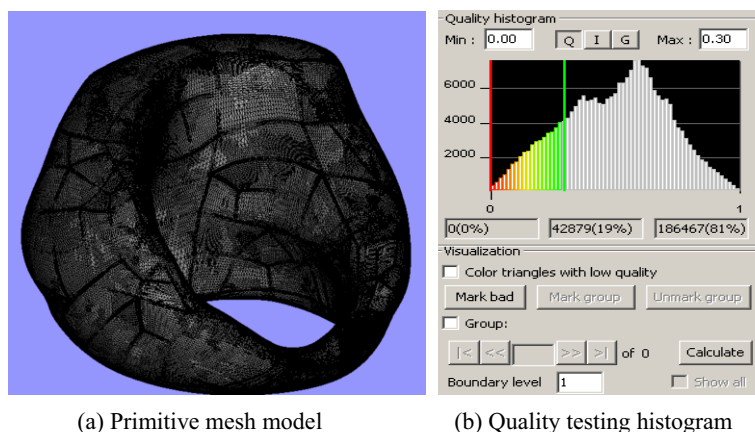 Quality histogram
Min : 0.00 Q I G Max : 0.30
6000
4000
2000
0 1
0(0%) 42879(19%) 186467(81%)
Visualization
Color triangles with low quality
Mark bad Mark group Unmark group
Group:
|< << >> >| of 0 Calculate
Boundary level 1 Show all
(a) Primitive mesh model (b) Quality testing histogram